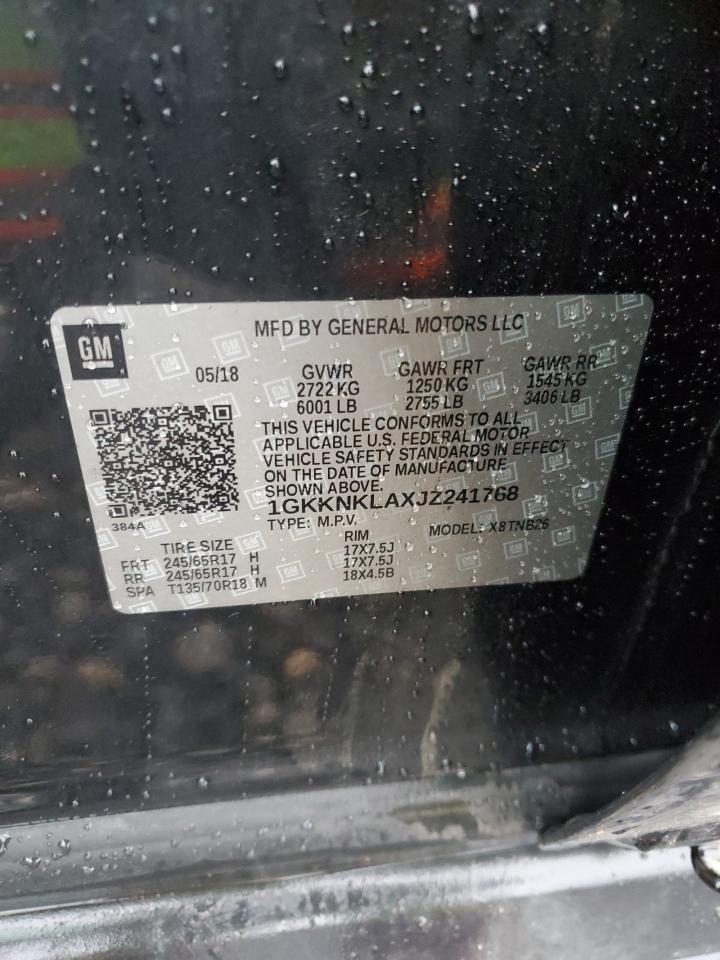 GM
MFD BY GENERAL MOTORS LLC
05/18 GVWR GAWR FRT GAWR RR
2722 KG 1250 KG 1545 KG
6001 LB 2755 LB 3406 LB
THIS VEHICLE CONFORMS TO ALL
APPLICABLE U.S. FEDERAL MOTOR
VEHICLE SAFETY STANDARDS IN EFFECT
ON THE DATE OF MANUFACTURE
SHOWN ABOVE.
1GKKNKLAXJZ241768
384A TYPE: M.P.V. MODEL: X8TNB26
TIRE SIZE RIM
FRT 245/65R17 H 17X7.5J
RR 245/65R17 H 17X7.5J
SPA T135/70R18 M 18X4.5B